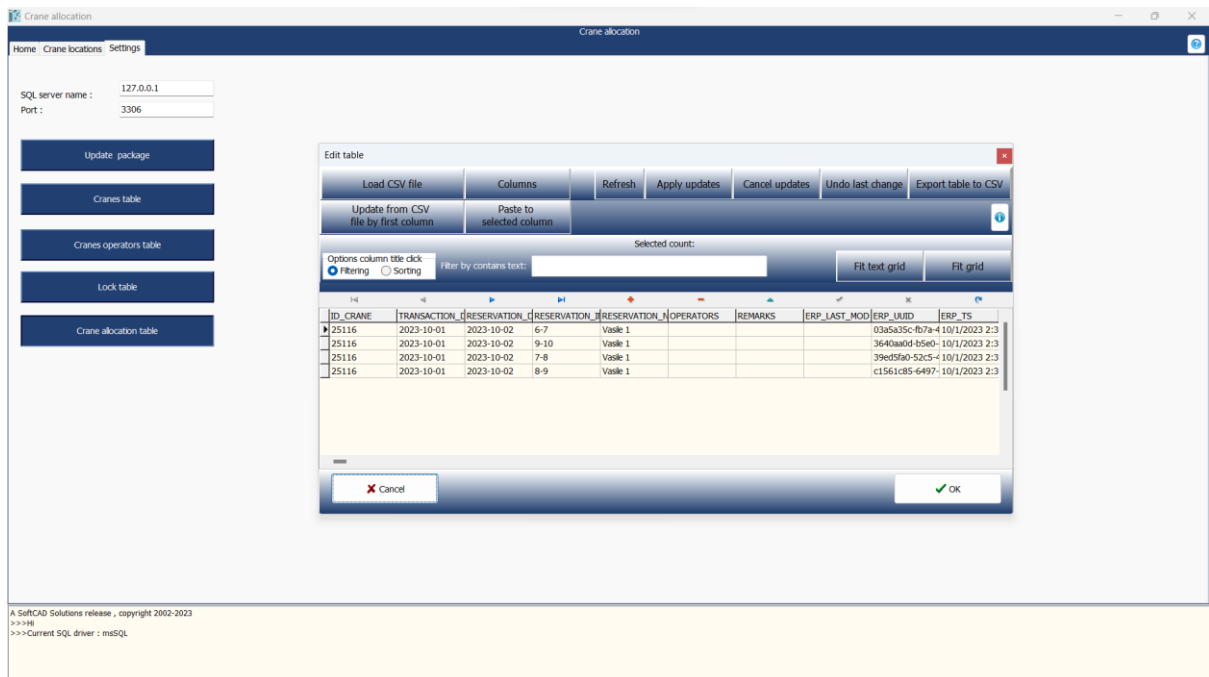 Crane allocation
Crane allocation
Home Crane locations Settings
SQL server name : 127.0.0.1
Port : 3306
Update package
Cranes table
Cranes operators table
Lock table
Crane allocation table
Edit table
Load CSV file Columns Refresh Apply updates Cancel updates Undo last change Export table to CSV
Update from CSV file by first column Paste to selected column
Selected count:
Options column title click
Filtering Sorting Filter by contains text: Fit text grid Fit grid
ID_CRANE TRANSACTION_D RESERVATION_D RESERVATION_I RESERVATION_N OPERATORS REMARKS ERP_LAST_MOD ERP_UUID ERP_TS
25116 2023-10-01 2023-10-02 6-7 Vasile 1 03a5a35c-fb7a-4 10/1/2023 2:3
25116 2023-10-01 2023-10-02 9-10 Vasile 1 3640aa0d-b5e0- 10/1/2023 2:3
25116 2023-10-01 2023-10-02 7-8 Vasile 1 39ed5fa0-52c5-4 10/1/2023 2:3
25116 2023-10-01 2023-10-02 8-9 Vasile 1 c1561c85-6497- 10/1/2023 2:3
Cancel OK
A SoftCAD Solutions release , copyright 2002-2023
>>>Hi
>>>Current SQL driver : msSQL